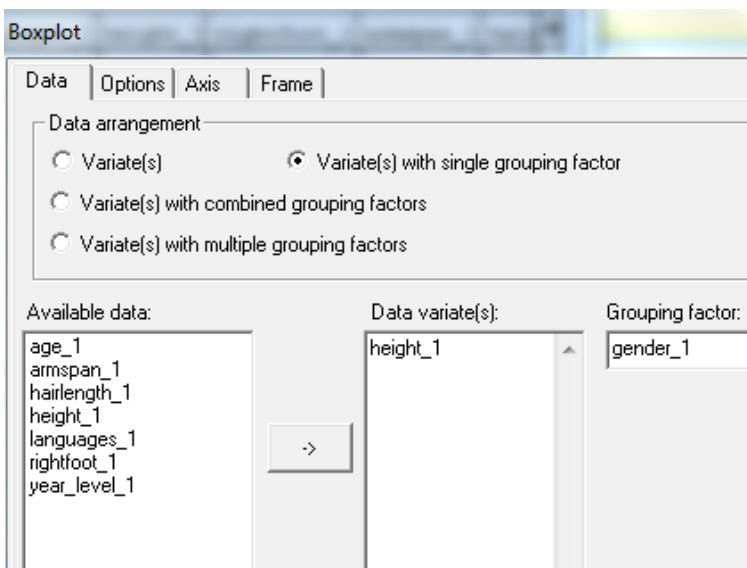 Boxplot
Data Options Axis Frame
Data arrangement
Variate(s) Variate(s) with single grouping factor
Variate(s) with combined grouping factors
Variate(s) with multiple grouping factors
Available data: Data variate(s): Grouping factor:
age_1 height_1 gender_1
armspan_1
hairlength_1
height_1
languages_1
->
rightfoot_1
year_level_1